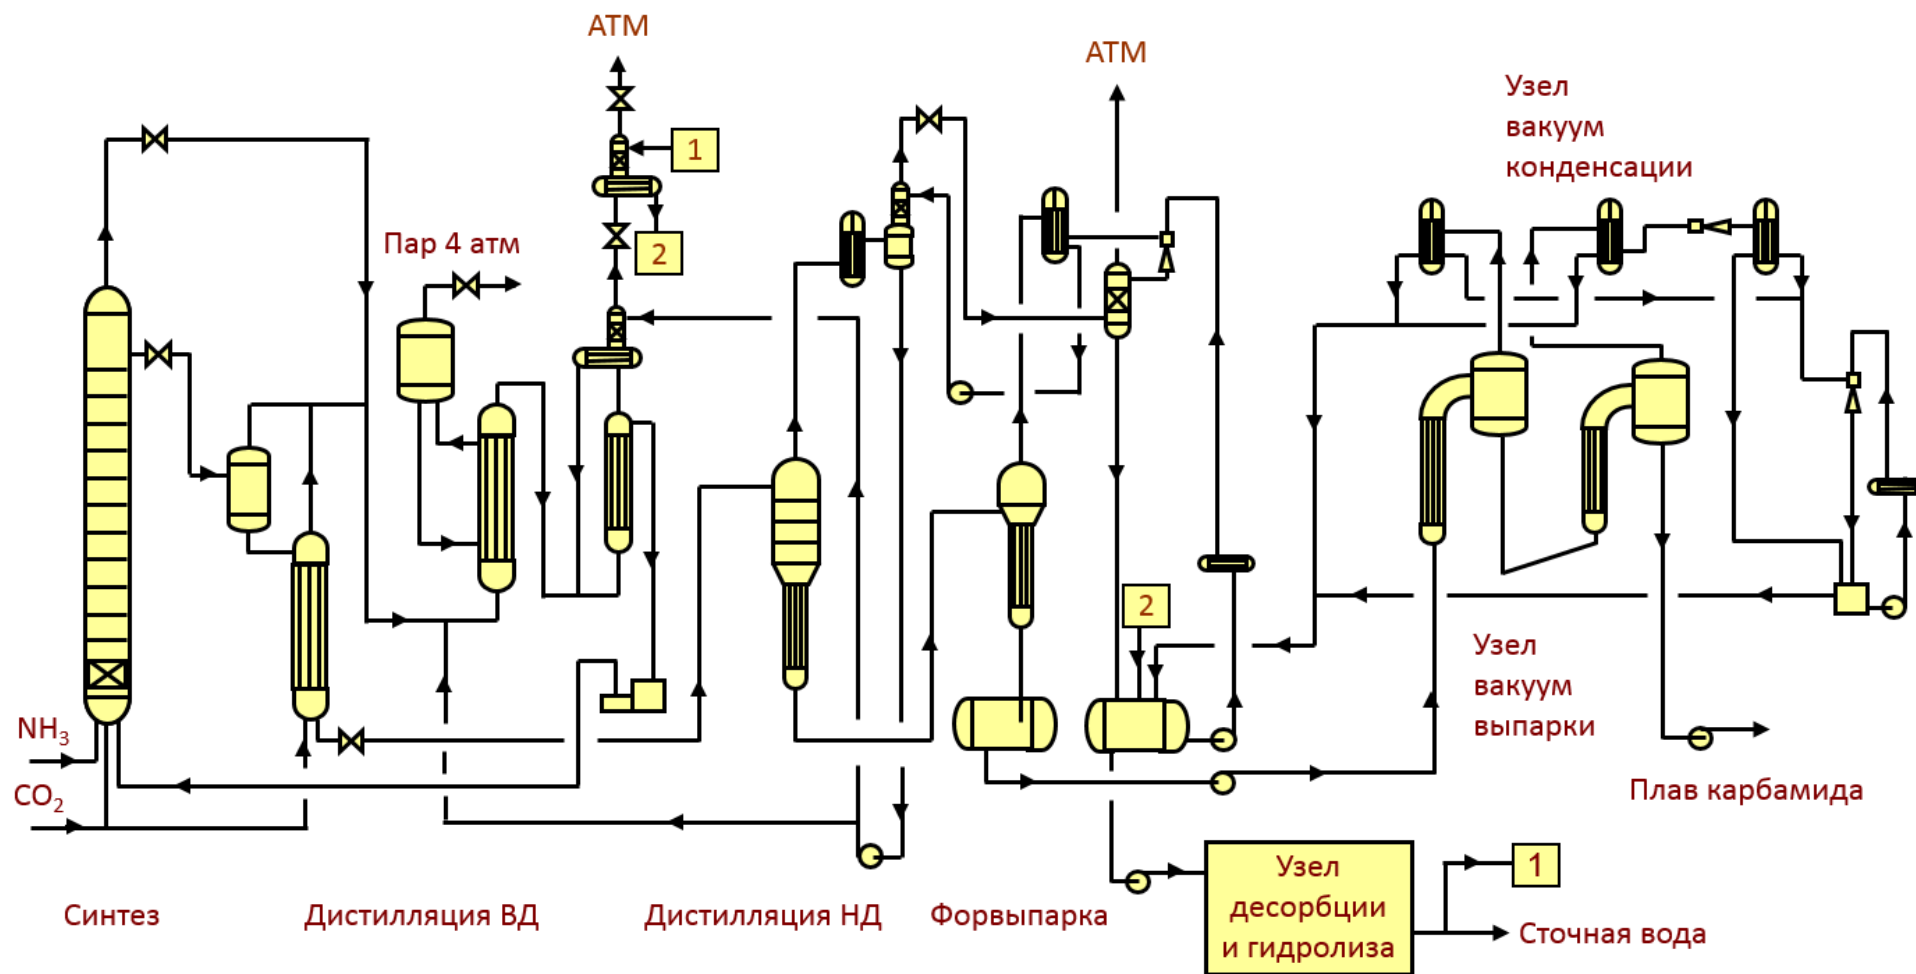 АТМ
АТМ
Узел
вакуум
конденсации
1
Пар 4 атм
2
2
Узел
вакуум
выпарки
NH₃
CO₂
Плав карбамида
Узел
десорбции
и гидролиза
1
Синтез
Дистилляция ВД
Дистилляция НД
Форвыпарка
Сточная вода